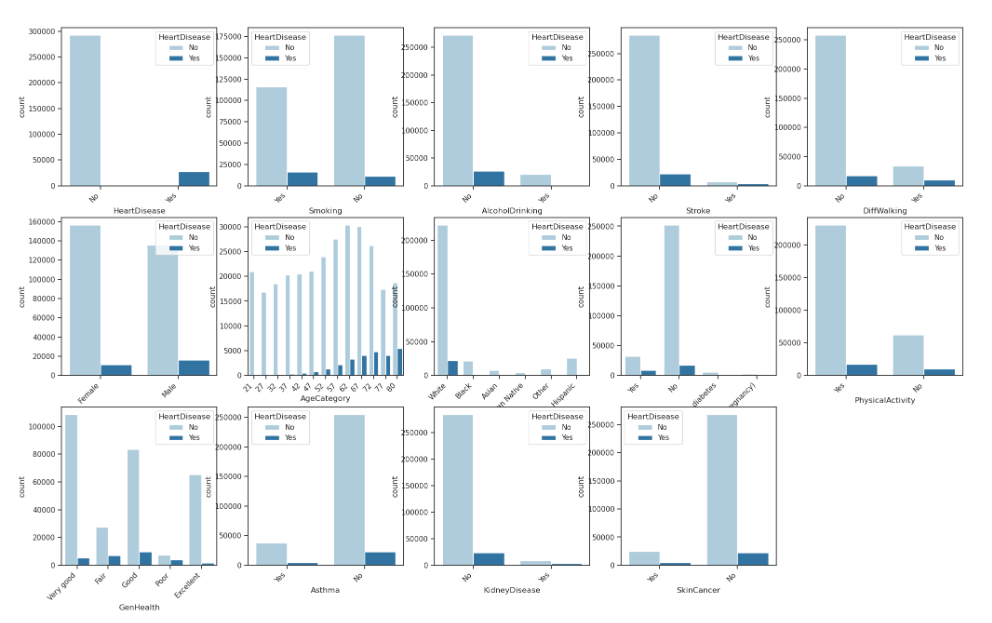 HeartDisease
No
Yes
count
300000
250000
200000
150000
100000
50000
0
No
Yes
HeartDisease
HeartDisease
No
Yes
count
175000
150000
125000
100000
75000
50000
25000
0
Yes
No
Smoking
HeartDisease
No
Yes
count
250000
200000
150000
100000
50000
0
No
Yes
AlcoholDrinking
HeartDisease
No
Yes
count
250000
200000
150000
100000
50000
0
No
Yes
Stroke
HeartDisease
No
Yes
count
250000
200000
150000
100000
50000
0
No
Yes
DiffWalking
HeartDisease
No
Yes
count
160000
140000
120000
100000
80000
60000
40000
20000
0
Female
Male
HeartDisease
No
Yes
count
30000
25000
20000
15000
10000
5000
0
21
27
32
37
42
47
52
57
62
67
72
77
80
AgeCategory
HeartDisease
No
Yes
count
200000
150000
100000
50000
0
White
Black
Asian
an Native
Other
Hispanic
HeartDisease
No
Yes
count
250000
200000
150000
100000
50000
0
Yes
No
diabetes
egnancy)
HeartDisease
No
Yes
count
200000
150000
100000
50000
0
Yes
No
PhysicalActivity
HeartDisease
No
Yes
count
100000
80000
60000
40000
20000
0
Very good
Fair
Good
Poor
Excellent
GenHealth
HeartDisease
No
Yes
count
250000
200000
150000
100000
50000
0
Yes
No
Asthma
HeartDisease
No
Yes
count
250000
200000
150000
100000
50000
0
No
Yes
KidneyDisease
HeartDisease
No
Yes
count
250000
200000
150000
100000
50000
0
Yes
No
SkinCancer